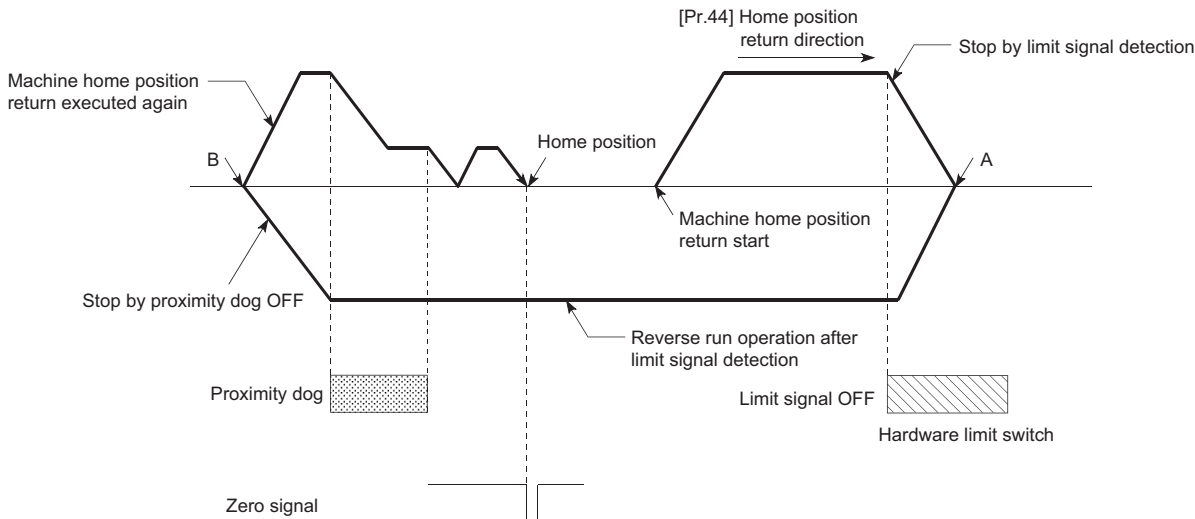 [Pr.44] Home position
return direction
Stop by limit signal detection
Machine home position
return executed again
B
Home position
A
Machine home position
return start
Stop by proximity dog OFF
Reverse run operation after
limit signal detection
Proximity dog
Limit signal OFF
Hardware limit switch
Zero signal